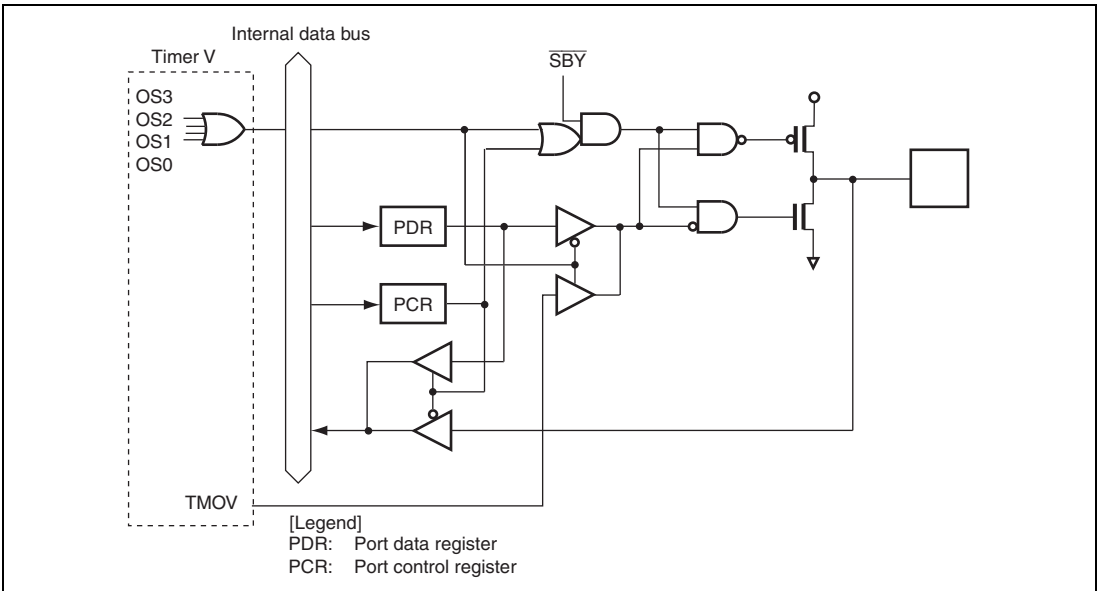 Internal data bus
Timer V
SBY
OS3
OS2
OS1
OS0
PDR
PCR
TMOV
[Legend]
PDR: Port data register
PCR: Port control register